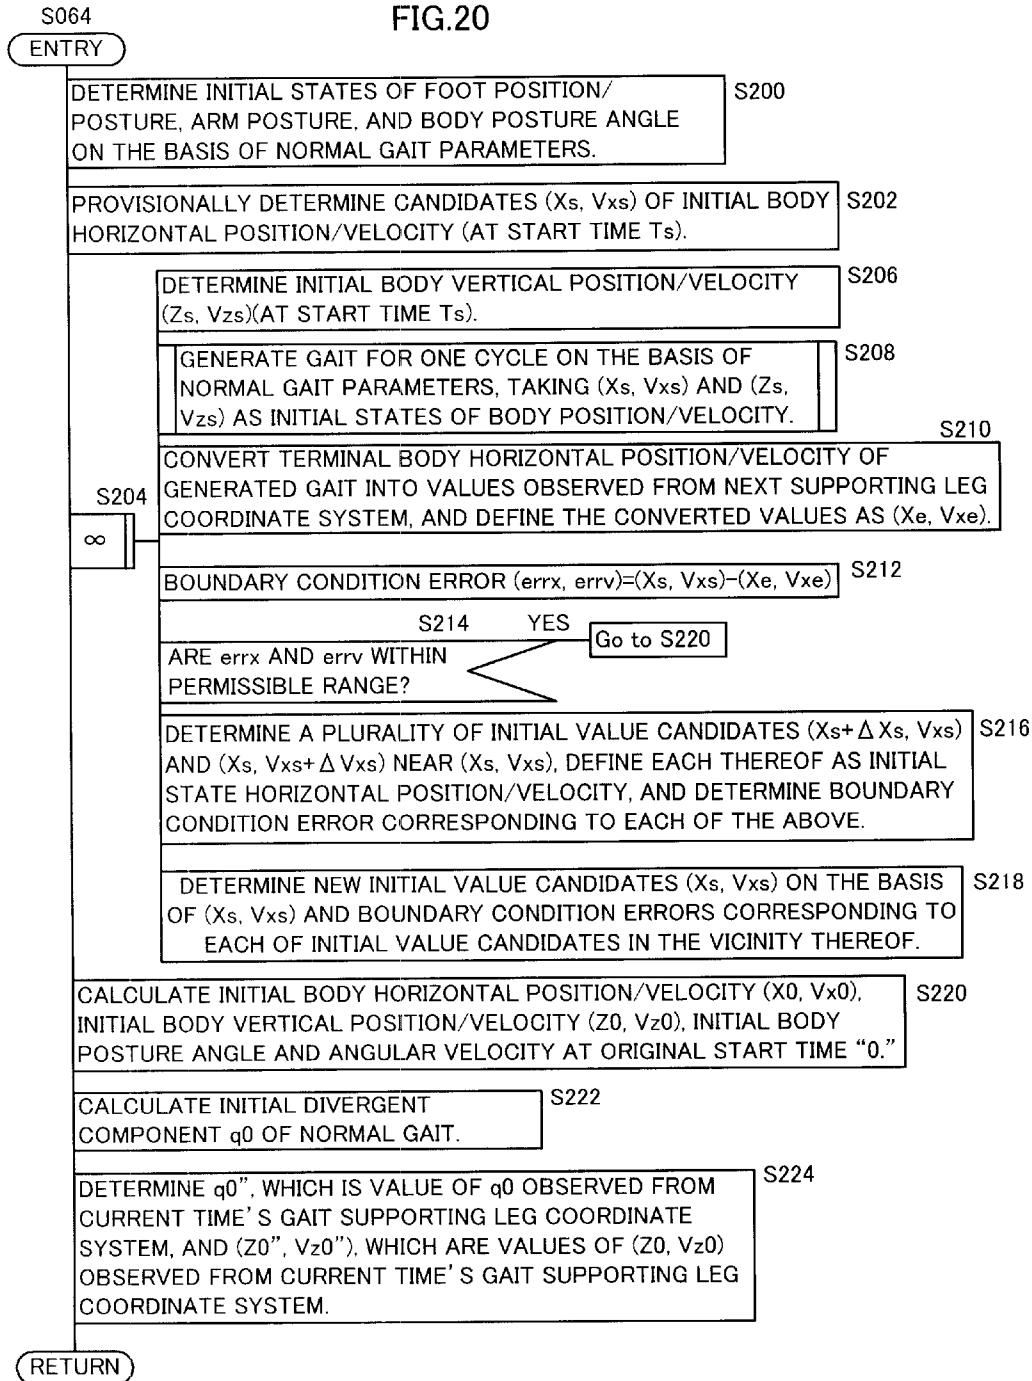 FIG.20
S064
ENTRY
DETERMINE INITIAL STATES OF FOOT POSITION/
POSTURE, ARM POSTURE, AND BODY POSTURE ANGLE
ON THE BASIS OF NORMAL GAIT PARAMETERS.
S200
PROVISIONALLY DETERMINE CANDIDATES (Xs, Vxs) OF INITIAL BODY
HORIZONTAL POSITION/VELOCITY (AT START TIME Ts).
S202
S204
∞
DETERMINE INITIAL BODY VERTICAL POSITION/VELOCITY
(Zs, Vzs)(AT START TIME Ts).
S206
GENERATE GAIT FOR ONE CYCLE ON THE BASIS OF
NORMAL GAIT PARAMETERS, TAKING (Xs, Vxs) AND (Zs,
Vzs) AS INITIAL STATES OF BODY POSITION/VELOCITY.
S208
S210
CONVERT TERMINAL BODY HORIZONTAL POSITION/VELOCITY OF
GENERATED GAIT INTO VALUES OBSERVED FROM NEXT SUPPORTING LEG
COORDINATE SYSTEM, AND DEFINE THE CONVERTED VALUES AS (Xe, Vxe).
BOUNDARY CONDITION ERROR (errx, errv)=(Xs, Vxs)-(Xe, Vxe)
S212
S214
YES
Go to S220
ARE errx AND errv WITHIN
PERMISSIBLE RANGE?
DETERMINE A PLURALITY OF INITIAL VALUE CANDIDATES (Xs+ΔXs, Vxs)
AND (Xs, Vxs+ΔVxs) NEAR (Xs, Vxs), DEFINE EACH THEREOF AS INITIAL
STATE HORIZONTAL POSITION/VELOCITY, AND DETERMINE BOUNDARY
CONDITION ERROR CORRESPONDING TO EACH OF THE ABOVE.
S216
DETERMINE NEW INITIAL VALUE CANDIDATES (Xs, Vxs) ON THE BASIS
OF (Xs, Vxs) AND BOUNDARY CONDITION ERRORS CORRESPONDING TO
EACH OF INITIAL VALUE CANDIDATES IN THE VICINITY THEREOF.
S218
CALCULATE INITIAL BODY HORIZONTAL POSITION/VELOCITY (X0, Vx0),
INITIAL BODY VERTICAL POSITION/VELOCITY (Z0, Vz0), INITIAL BODY
POSTURE ANGLE AND ANGULAR VELOCITY AT ORIGINAL START TIME “0.”
S220
CALCULATE INITIAL DIVERGENT
COMPONENT q0 OF NORMAL GAIT.
S222
DETERMINE q0”, WHICH IS VALUE OF q0 OBSERVED FROM
CURRENT TIME'S GAIT SUPPORTING LEG COORDINATE
SYSTEM, AND (Z0”, Vz0”), WHICH ARE VALUES OF (Z0, Vz0)
OBSERVED FROM CURRENT TIME'S GAIT SUPPORTING LEG
COORDINATE SYSTEM.
S224
RETURN